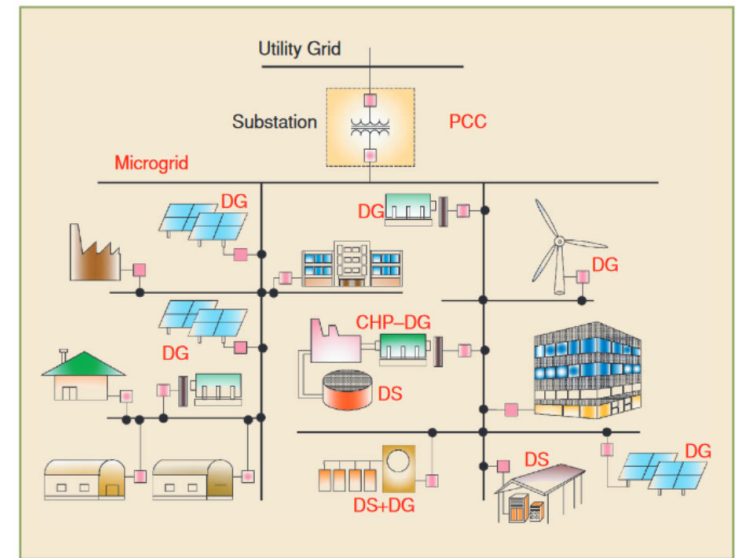 Utility Grid
Substation
PCC
Microgrid
DG
DG
DG
CHP–DG
DG
DS
DS
DG
DS+DG